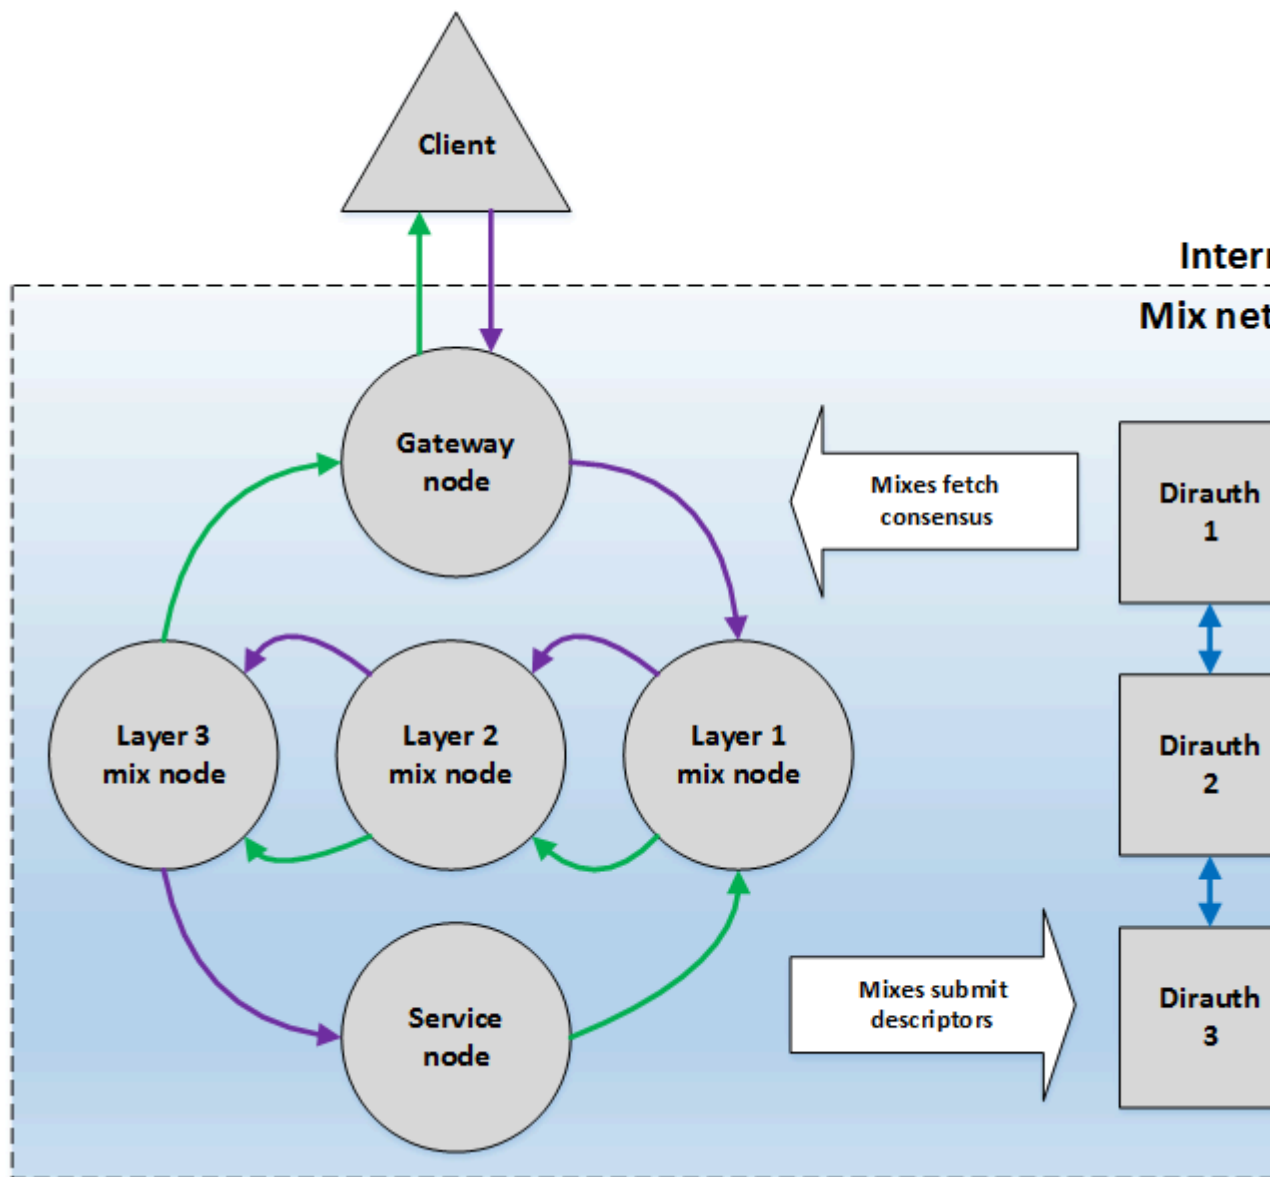 Client
Intern
Mix net
Gateway
node
Mixes fetch
consensus
Dirauth
1
Layer 3
mix node
Layer 2
mix node
Layer 1
mix node
Dirauth
2
Service
node
Mixes submit
descriptors
Dirauth
3